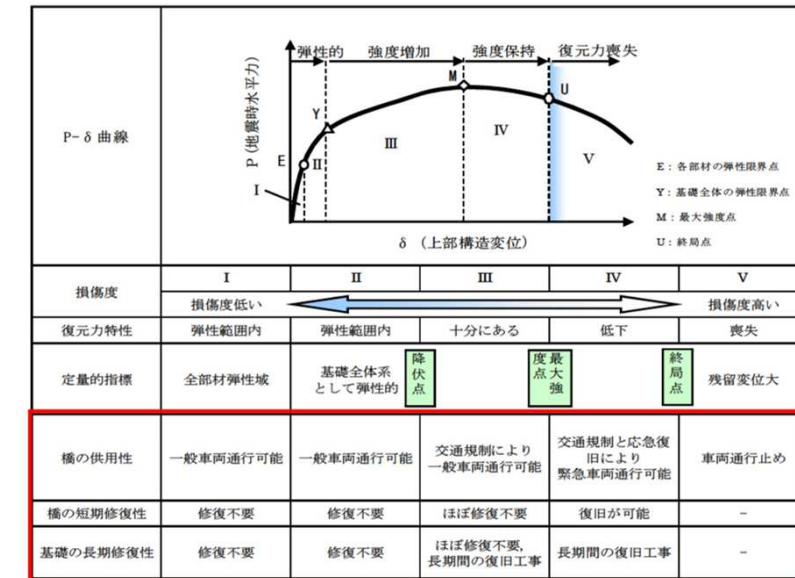 弾性的 強度増加 強度保持 復元力喪失
P-δ曲線
P(地震時水平力)
E
Y
M
U
I
II
III
IV
V
δ (上部構造変位)
E：各部材の弾性限界点
Y：基礎全体の弾性限界点
M：最大強度点
U：終局点
損傷度
I II III IV V
損傷度低い 損傷度高い
復元力特性 弾性範囲内 弾性範囲内 十分にある 低下 喪失
定量的指標
全部材弾性域
基礎全体系
として弾性的
降伏点
最大強
度点
終局点
残留変位大
橋の供用性
一般車両通行可能
一般車両通行可能
交通規制により
一般車両通行可能
交通規制と応急復
旧により
緊急車両通行可能
車両通行止め
橋の短期修復性 修復不要 修復不要 ほぼ修復不要 復旧が可能 －
基礎の長期修復性
修復不要
修復不要
ほぼ修復不要,
長期間の復旧工事
長期間の復旧工事
－